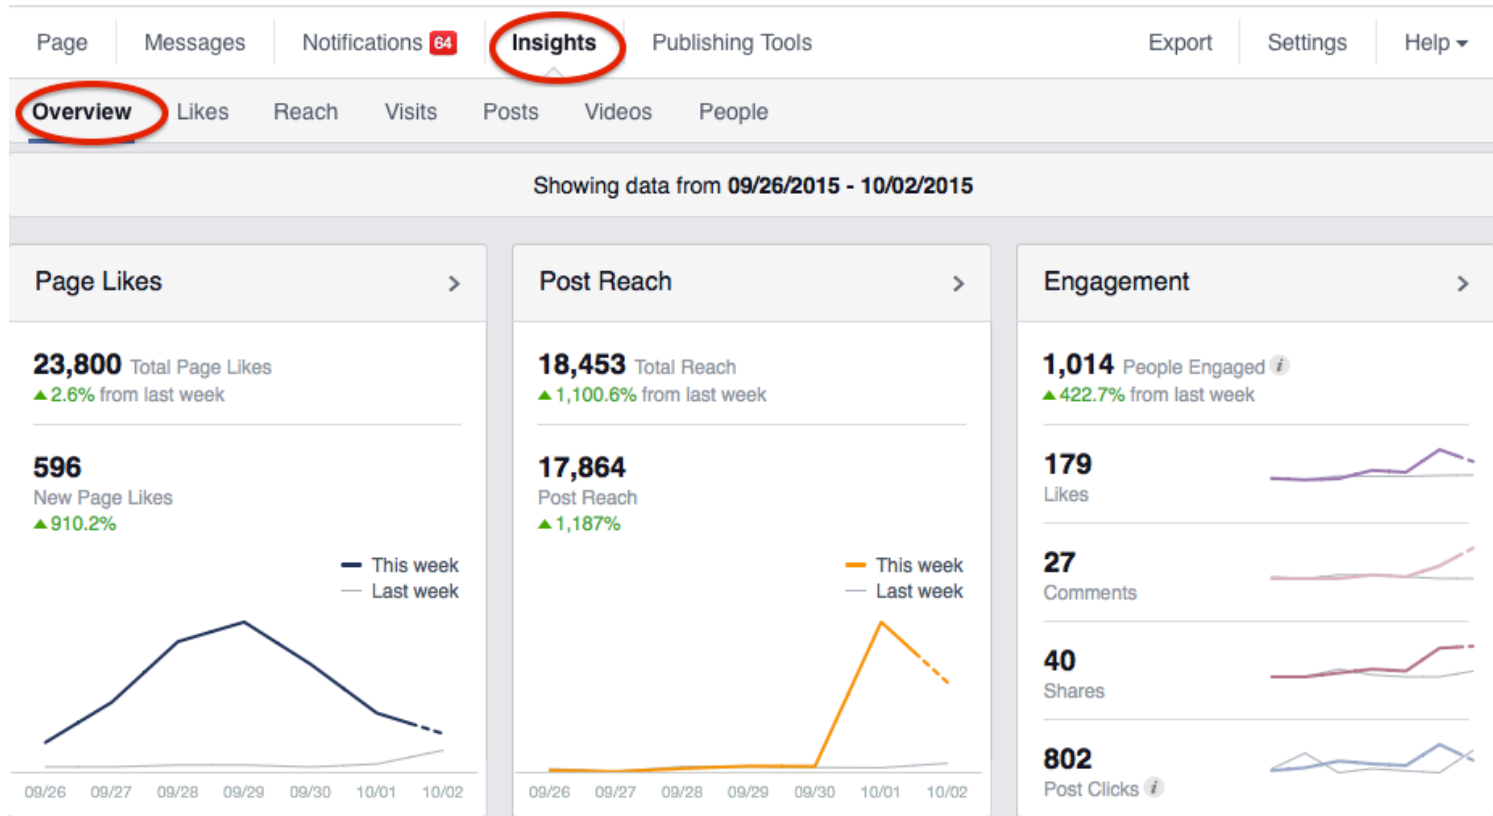 Page Messages Notifications 64 Insights Publishing Tools Export Settings Help
Overview Likes Reach Visits Posts Videos People
Showing data from 09/26/2015 - 10/02/2015
Page Likes
23,800 Total Page Likes
2.6% from last week
596
New Page Likes
910.2%
This week
Last week
09/26 09/27 09/28 09/29 09/30 10/01 10/02
Post Reach
18,453 Total Reach
1,100.6% from last week
17,864
Post Reach
1,187%
This week
Last week
09/26 09/27 09/28 09/29 09/30 10/01 10/02
Engagement
1,014 People Engaged i
422.7% from last week
179
Likes
27
Comments
40
Shares
802
Post Clicks i